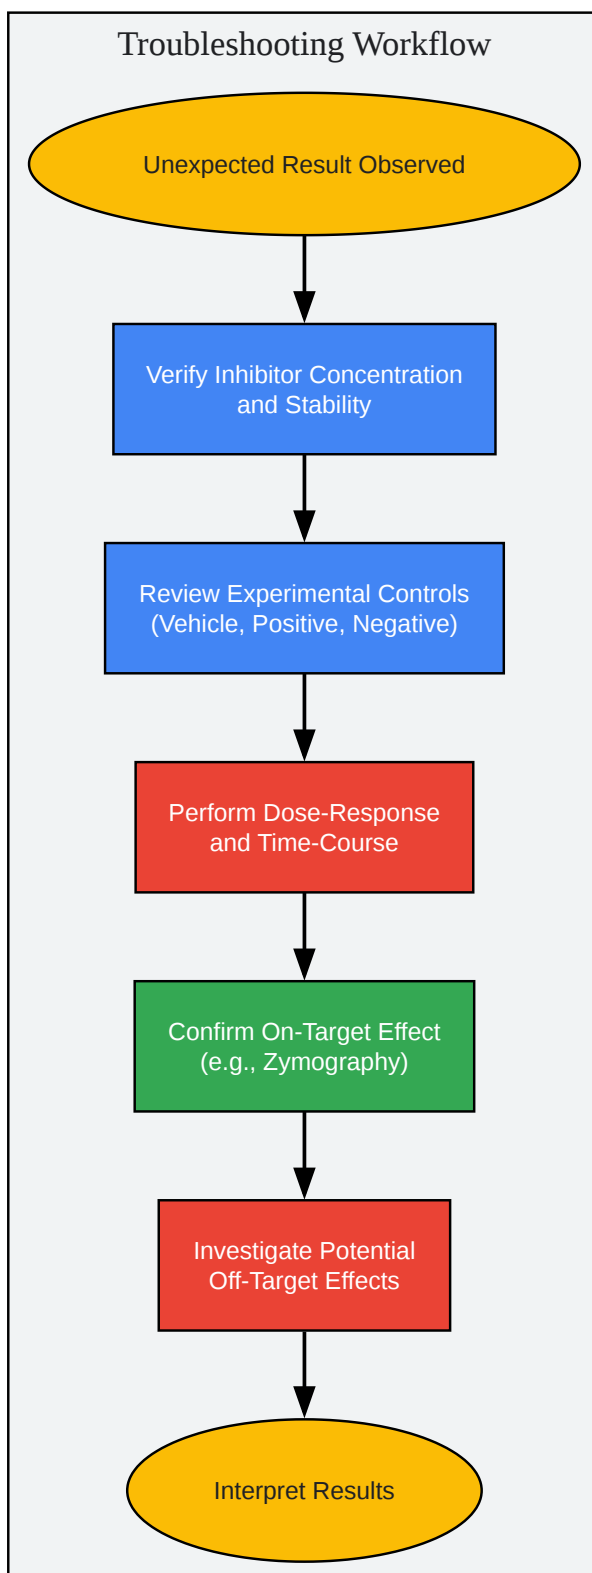 Troubleshooting Workflow
Unexpected Result Observed
Verify Inhibitor Concentration
and Stability
Review Experimental Controls
(Vehicle, Positive, Negative)
Perform Dose-Response
and Time-Course
Confirm On-Target Effect
(e.g., Zymography)
Investigate Potential
Off-Target Effects
Interpret Results